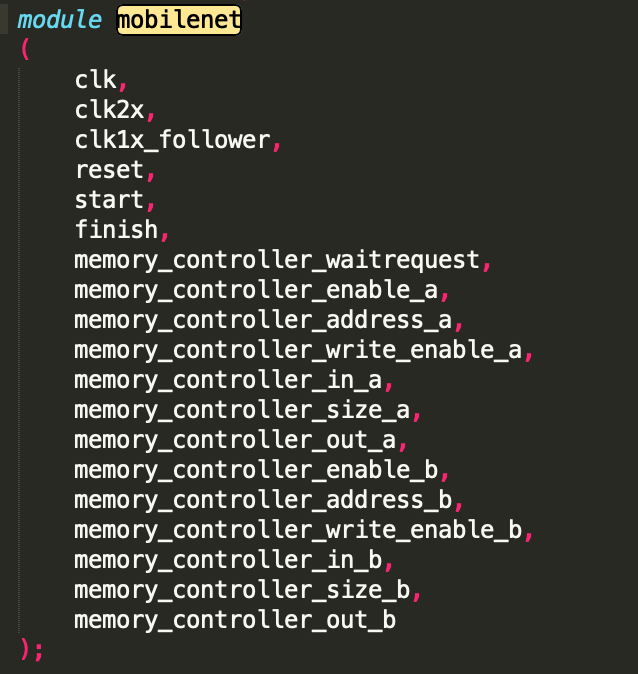 module mobilenet
(
    clk,
    clk2x,
    clk1x_follower,
    reset,
    start,
    finish,
    memory_controller_waitrequest,
    memory_controller_enable_a,
    memory_controller_address_a,
    memory_controller_write_enable_a,
    memory_controller_in_a,
    memory_controller_size_a,
    memory_controller_out_a,
    memory_controller_enable_b,
    memory_controller_address_b,
    memory_controller_write_enable_b,
    memory_controller_in_b,
    memory_controller_size_b,
    memory_controller_out_b
);